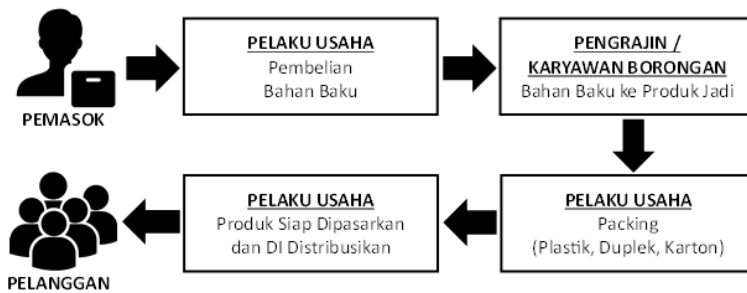 PEMASOK
PELAKU USAHA
Pembelian
Bahan Baku
PENGRAJIN /
KARYAWAN BORONGAN
Bahan Baku ke Produk Jadi
PELAKU USAHA
Packing
(Plastik, Duplek, Karton)
PELAKU USAHA
Produk Siap Dipasarkan
dan DI Distribusikan
PELANGGAN